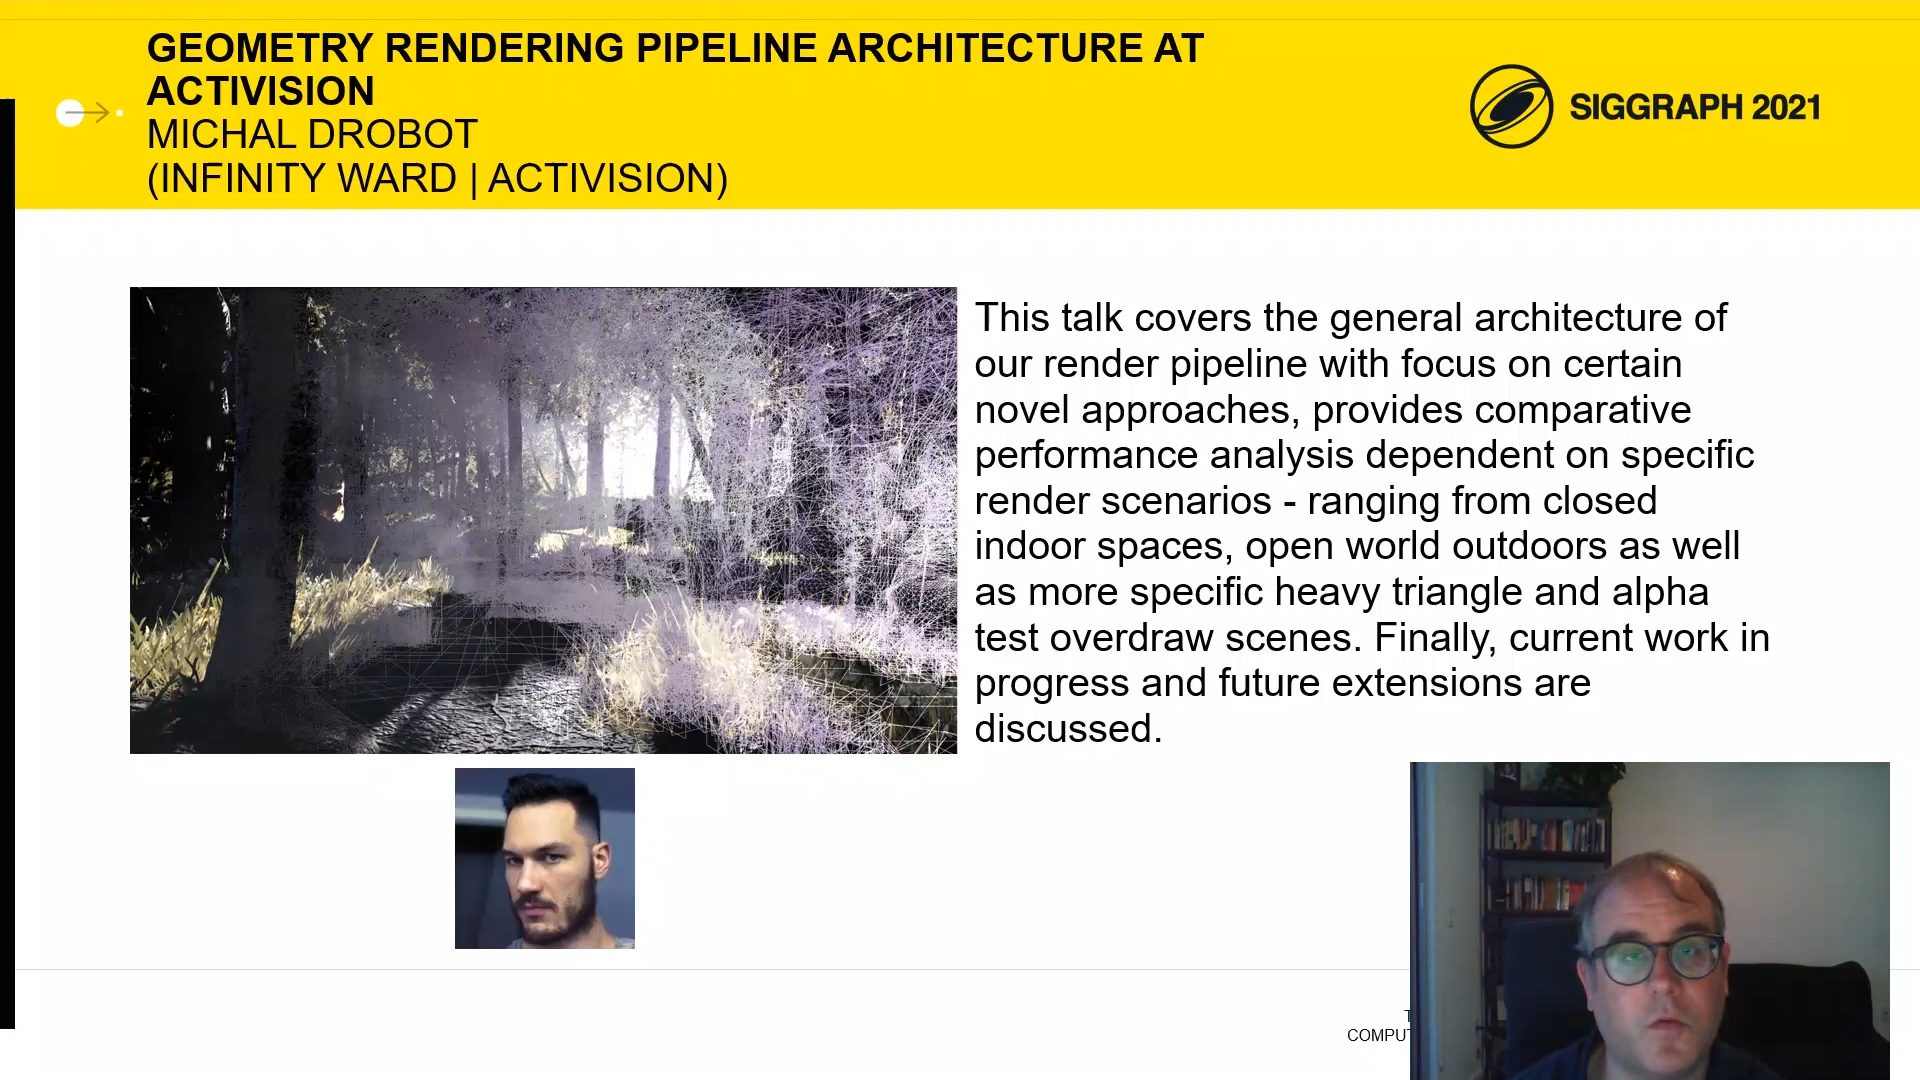 GEOMETRY RENDERING PIPELINE ARCHITECTURE AT
ACTIVISION
MICHAL DROBOT
(INFINITY WARD | ACTIVISION)
SIGGRAPH 2021
This talk covers the general architecture of
our render pipeline with focus on certain
novel approaches, provides comparative
performance analysis dependent on specific
render scenarios - ranging from closed
indoor spaces, open world outdoors as well
as more specific heavy triangle and alpha
test overdraw scenes. Finally, current work in
progress and future extensions are
discussed.